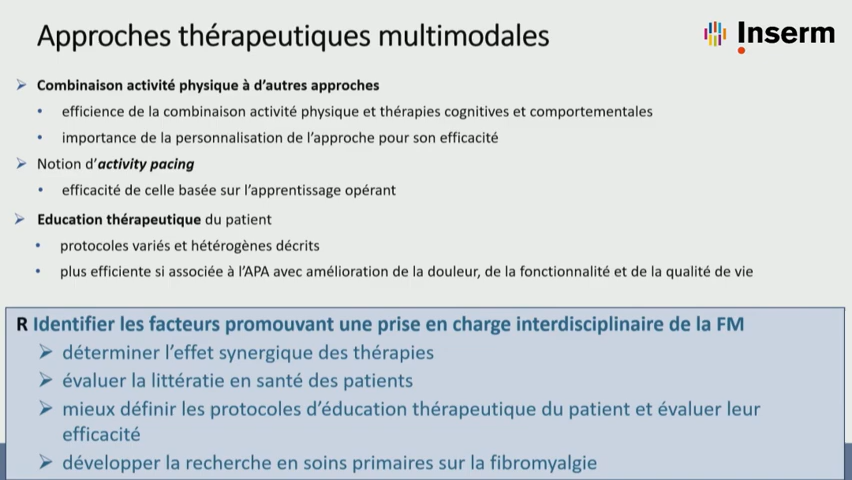 Approches thérapeutiques multimodales
Inserm
➢ Combinaison activité physique à d'autres approches
• efficience de la combinaison activité physique et thérapies cognitives et comportementales
• importance de la personnalisation de l'approche pour son efficacité
➢ Notion d'activity pacing
• efficacité de celle basée sur l'apprentissage opérant
➢ Education thérapeutique du patient
• protocoles variés et hétérogènes décrits
• plus efficiente si associée à l'APA avec amélioration de la douleur, de la fonctionnalité et de la qualité de vie
R Identifier les facteurs promouvant une prise en charge interdisciplinaire de la FM
➢ déterminer l'effet synergique des thérapies
➢ évaluer la littératie en santé des patients
➢ mieux définir les protocoles d'éducation thérapeutique du patient et évaluer leur
efficacité
➢ développer la recherche en soins primaires sur la fibromyalgie